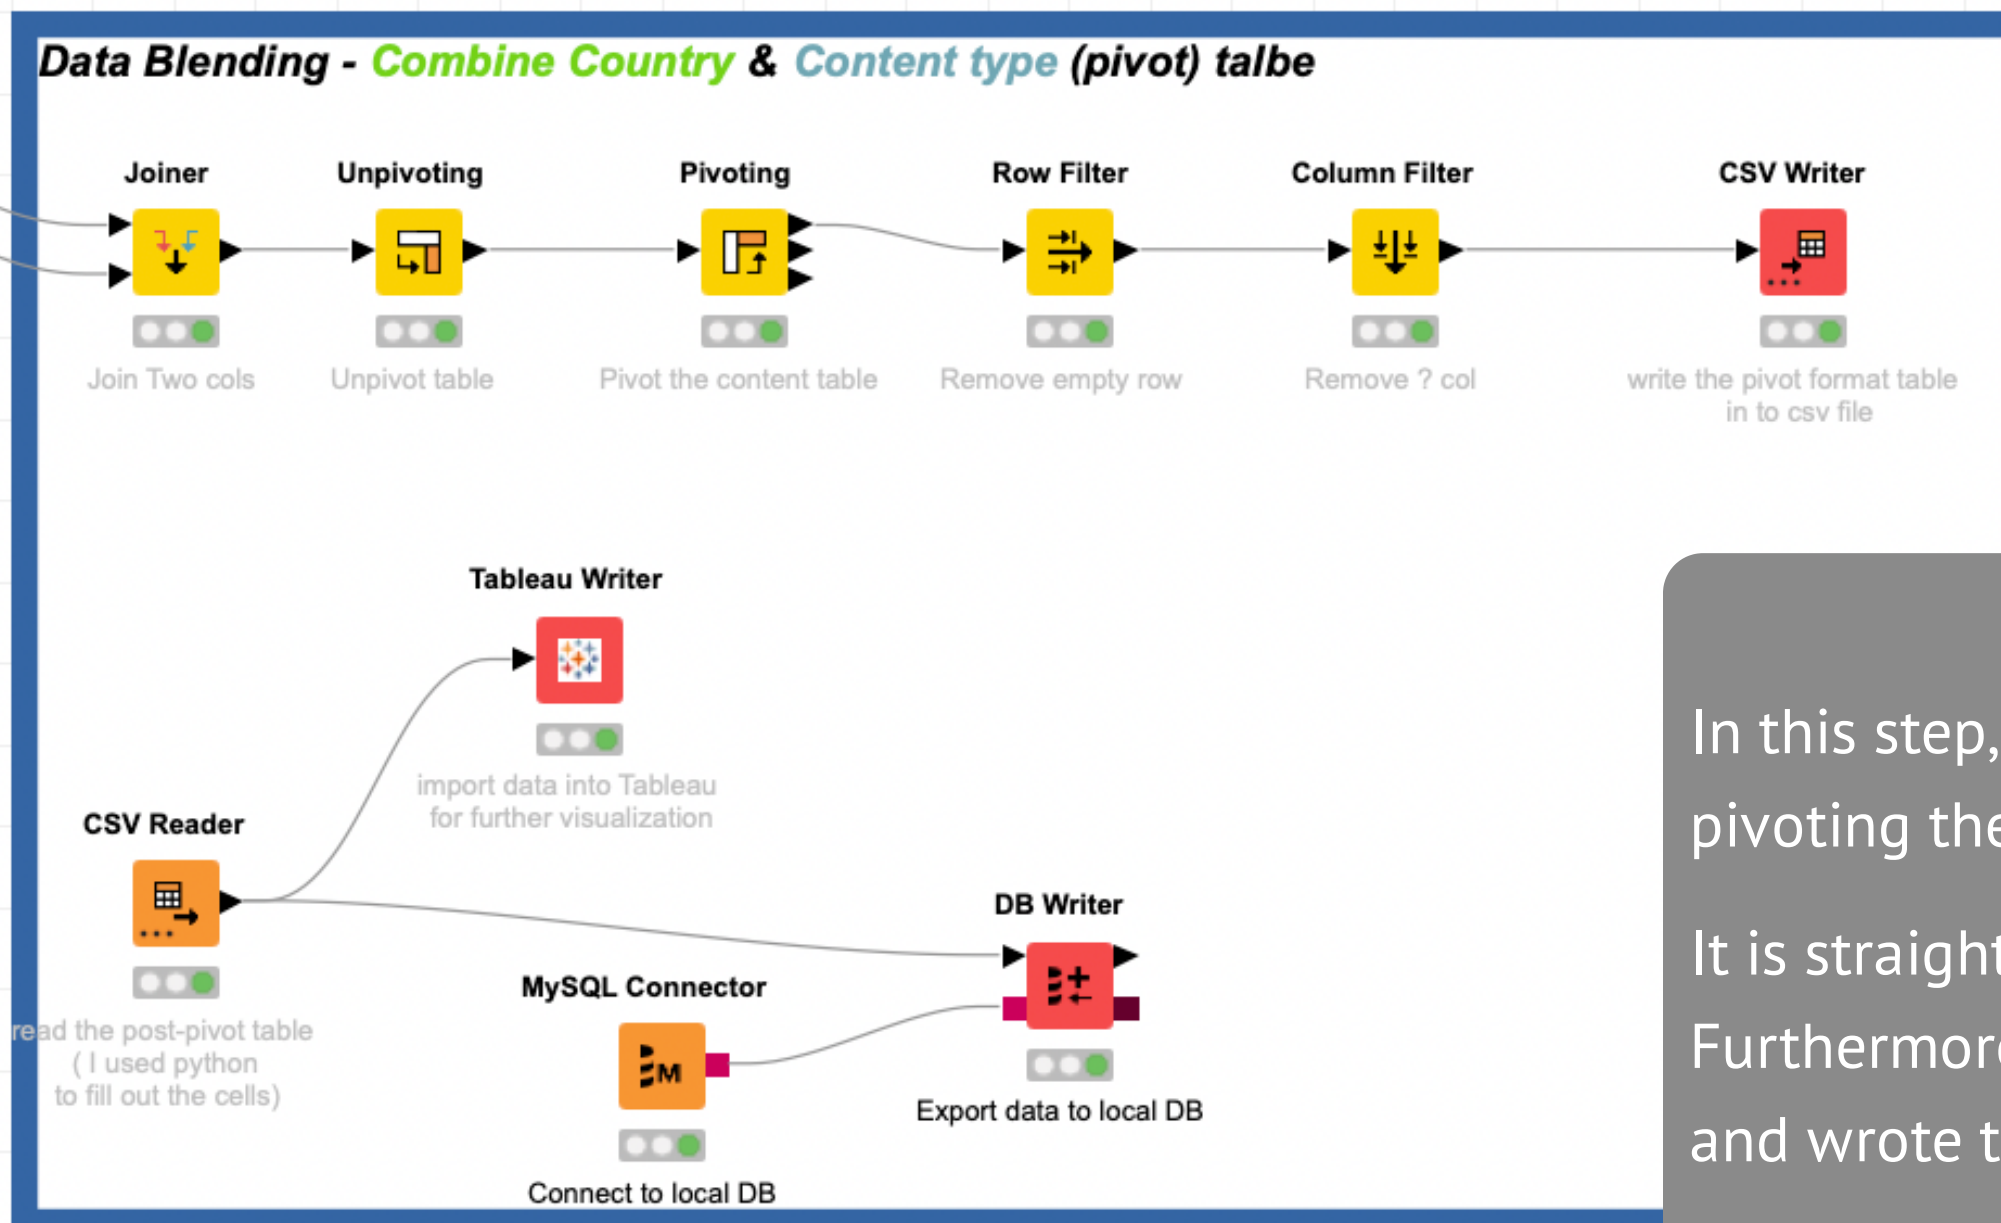 Data Blending - Combine Country & Content type (pivot) talbe
Joiner
Unpivoting
Pivoting
Row Filter
Column Filter
CSV Writer
Join Two cols
Unpivot table
Pivot the content table
Remove empty row
Remove ? col
write the pivot format table
in to csv file
Tableau Writer
import data into Tableau
for further visualization
CSV Reader
read the post-pivot table
( I used python
to fill out the cells)
MySQL Connector
M
Connect to local DB
DB Writer
Export data to local DB
In this step,
pivoting the
It is straight
Furthermore
and wrote t